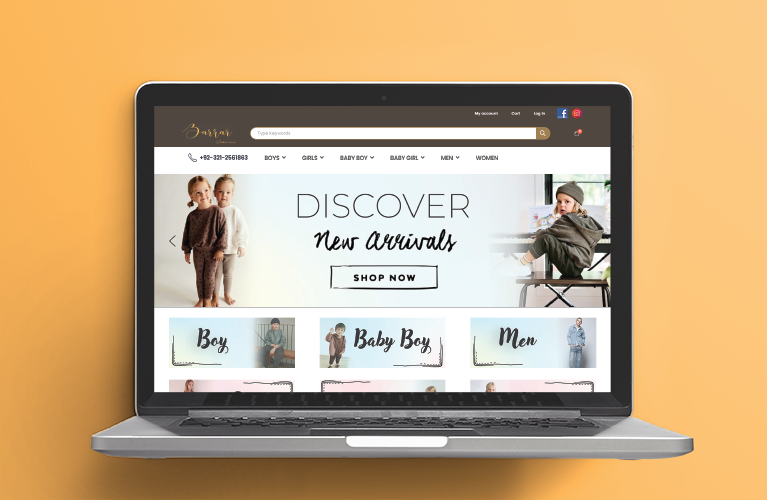 My account Cart Log In
Barrar
Type Keywords
+92-321-2561863 BOYS GIRLS BABY BOY BABY GIRL MEN WOMEN
DISCOVER
New Arrivals
SHOP NOW
Boy Baby Boy Men